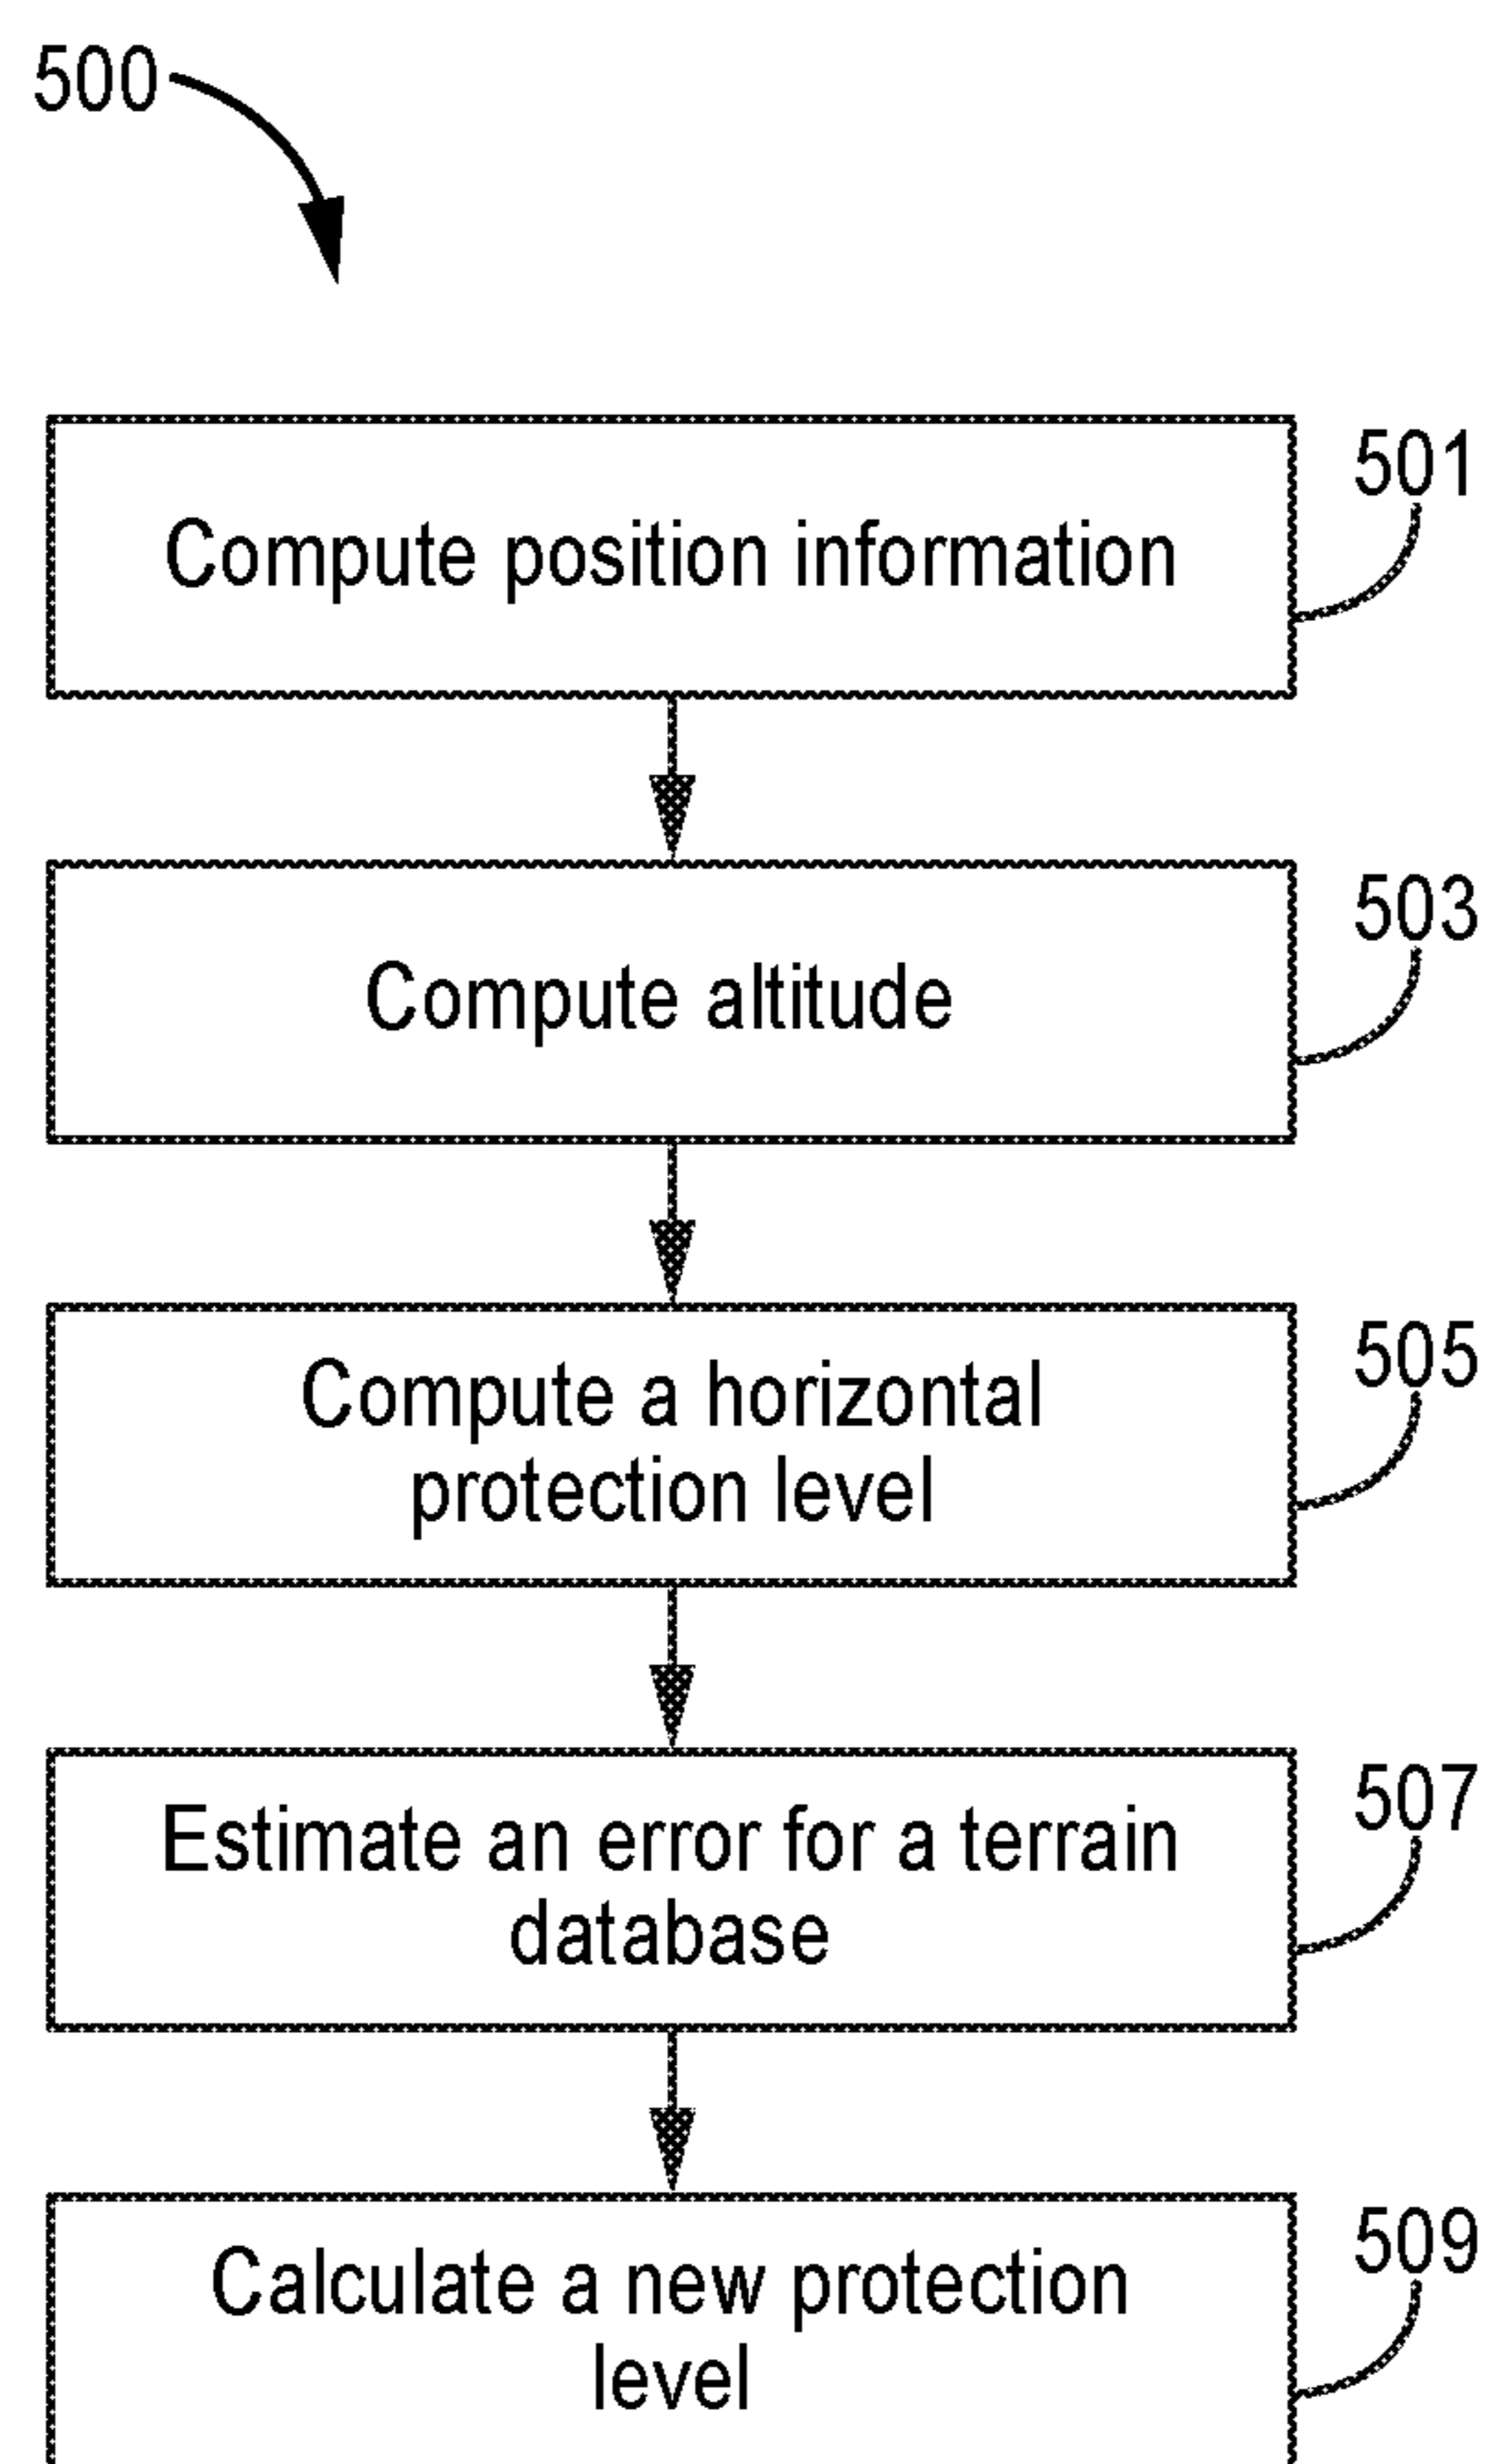 500
501
Compute position information
503
Compute altitude
505
Compute a horizontal
protection level
507
Estimate an error for a terrain
database
509
Calculate a new protection
level